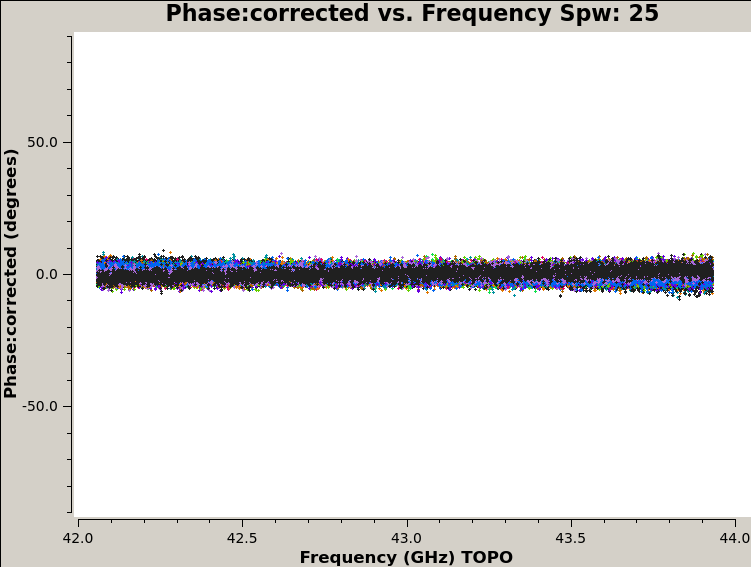 Phase:corrected vs. Frequency Spw: 25
Phase:corrected (degrees)
50.0
0.0
-50.0
42.0 42.5 43.0 43.5 44.0
Frequency (GHz) TOPO